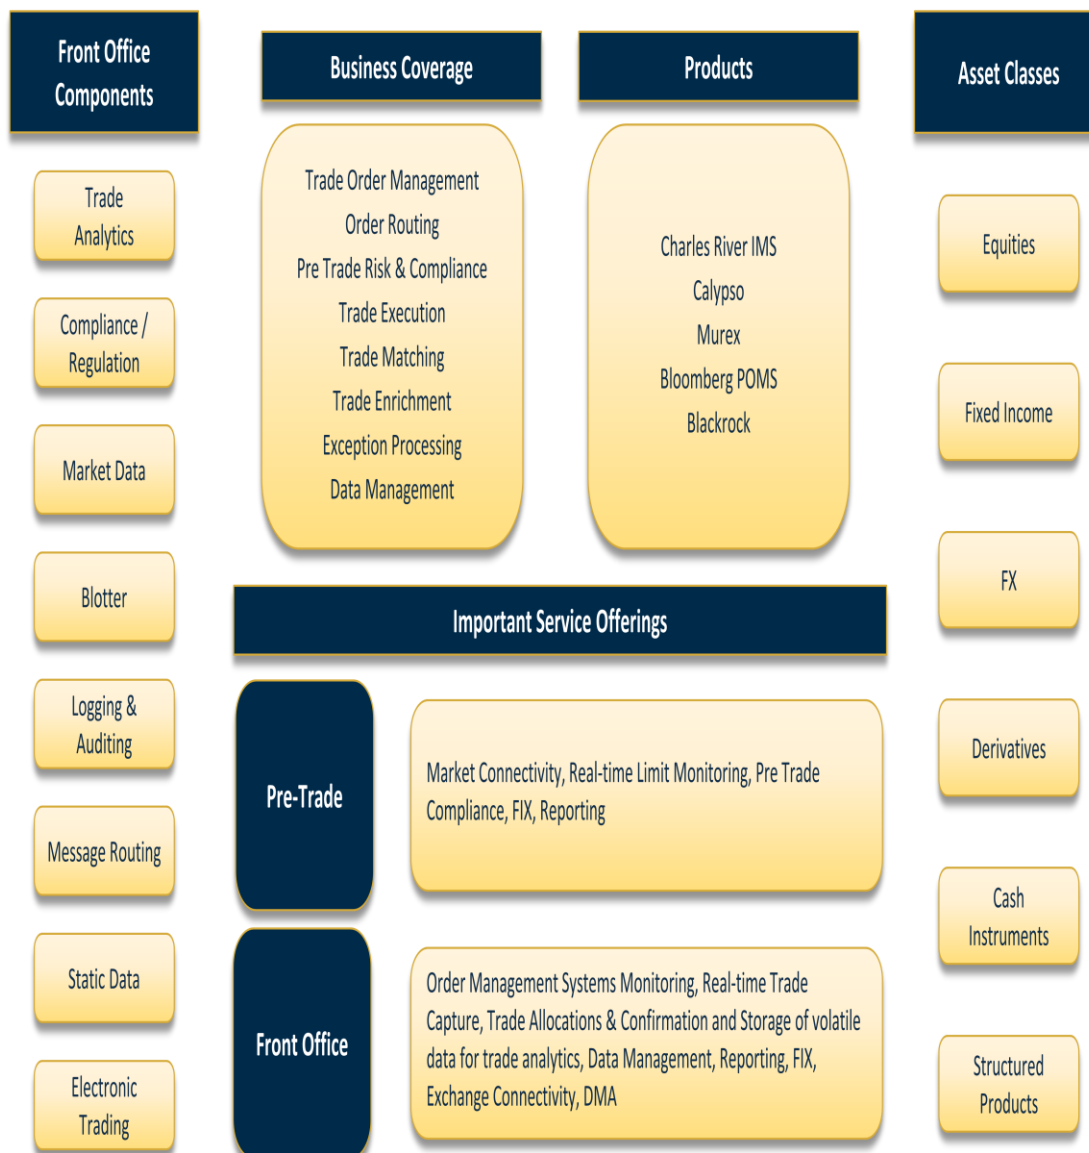 Front Office
Components
Trade
Analytics
Compliance /
Regulation
Market Data
Blotter
Logging &
Auditing
Message Routing
Static Data
Electronic
Trading
Business Coverage
Trade Order Management
Order Routing
Pre Trade Risk & Compliance
Trade Execution
Trade Matching
Trade Enrichment
Exception Processing
Data Management
Products
Charles River IMS
Calypso
Murex
Bloomberg POMS
Blackrock
Important Service Offerings
Pre-Trade
Market Connectivity, Real-time Limit Monitoring, Pre Trade
Compliance, FIX, Reporting
Front Office
Order Management Systems Monitoring, Real-time Trade
Capture, Trade Allocations & Confirmation and Storage of volatile
data for trade analytics, Data Management, Reporting, FIX,
Exchange Connectivity, DMA
Asset Classes
Equities
Fixed Income
FX
Derivatives
Cash
Instruments
Structured
Products